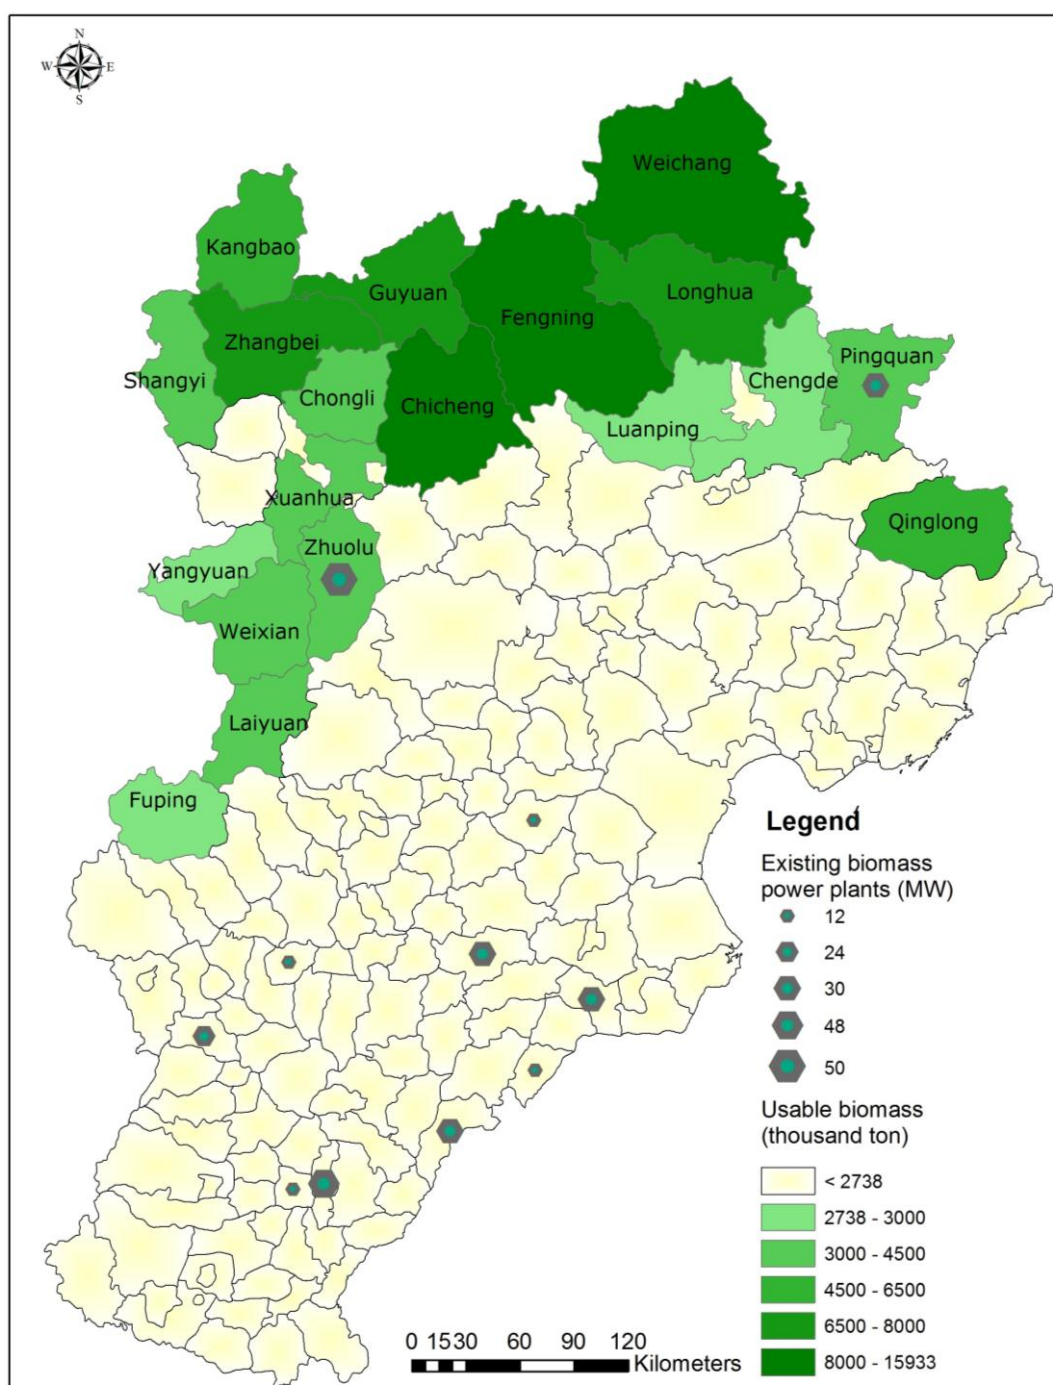 N
W E
S
Weichang
Kangbao
Guyuan
Longhua
Fengning
Zhangbei
Pingquan
Shangyi
Chengde
Chongli
Chicheng
Luanping
Xuanhua
Qinglong
Zhuolu
Yangyuan
Weixian
Laiyuan
Fuping
Legend
Existing biomass
power plants (MW)
12
24
30
48
50
Usable biomass
(thousand ton)
< 2738
2738 - 3000
3000 - 4500
4500 - 6500
6500 - 8000
8000 - 15933
0 1530 60 90 120
Kilometers